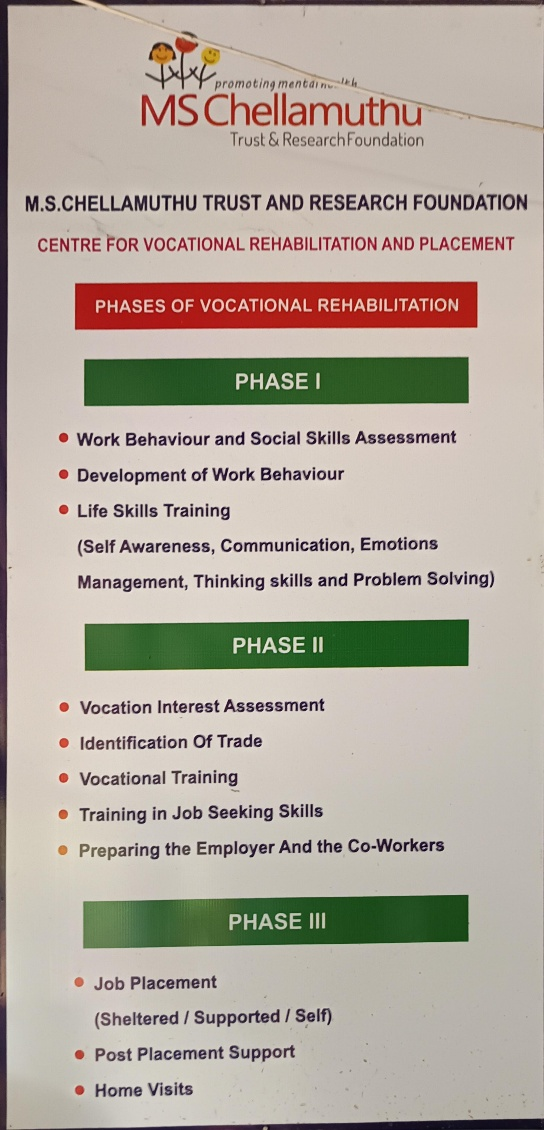 promoting mental health
MS Chellamuthu
Trust & Research Foundation
M.S.CHELLAMUTHU TRUST AND RESEARCH FOUNDATION
CENTRE FOR VOCATIONAL REHABILITATION AND PLACEMENT
PHASES OF VOCATIONAL REHABILITATION
PHASE I
Work Behaviour and Social Skills Assessment
Development of Work Behaviour
Life Skills Training
(Self Awareness, Communication, Emotions
Management, Thinking skills and Problem Solving)
PHASE II
Vocation Interest Assessment
Identification Of Trade
Vocational Training
Training in Job Seeking Skills
Preparing the Employer And the Co-Workers
PHASE III
Job Placement
(Sheltered / Supported / Self)
Post Placement Support
Home Visits